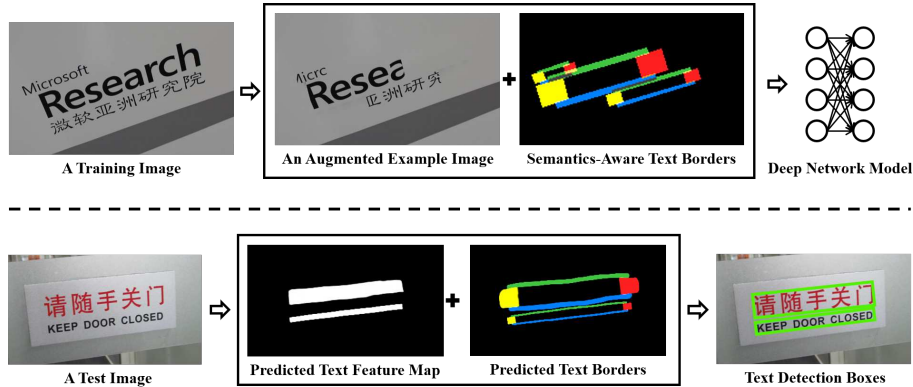 Microsoft
Research
微软亚洲研究院
Resea
亚洲研究
+
A Training Image
An Augmented Example Image
Semantics-Aware Text Borders
Deep Network Model
请随手关门
KEEP DOOR CLOSED
+
请随手关门
KEEP DOOR CLOSED
A Test Image
Predicted Text Feature Map
Predicted Text Borders
Text Detection Boxes